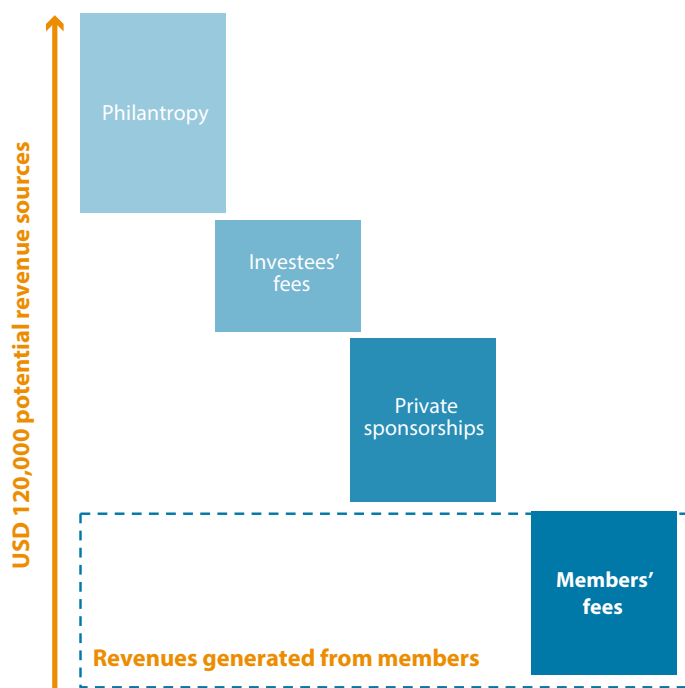 USD 120,000 potential revenue sources
Philantropy
Investees’
fees
Private
sponsorships
Members’
fees
Revenues generated from members